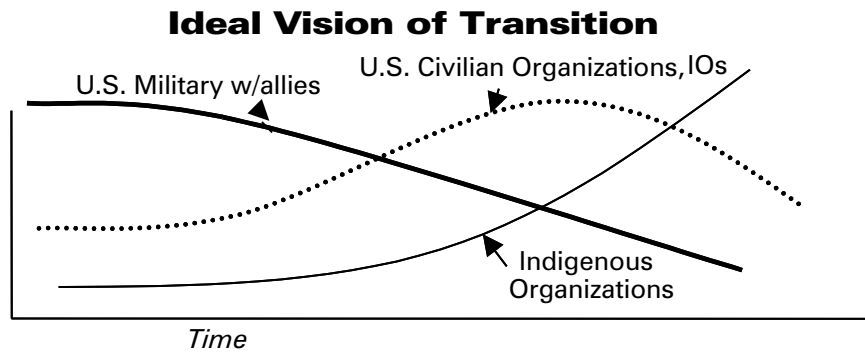 Ideal Vision of Transition
U.S. Civilian Organizations, IOs
U.S. Military w/allies
Indigenous
Organizations
Time